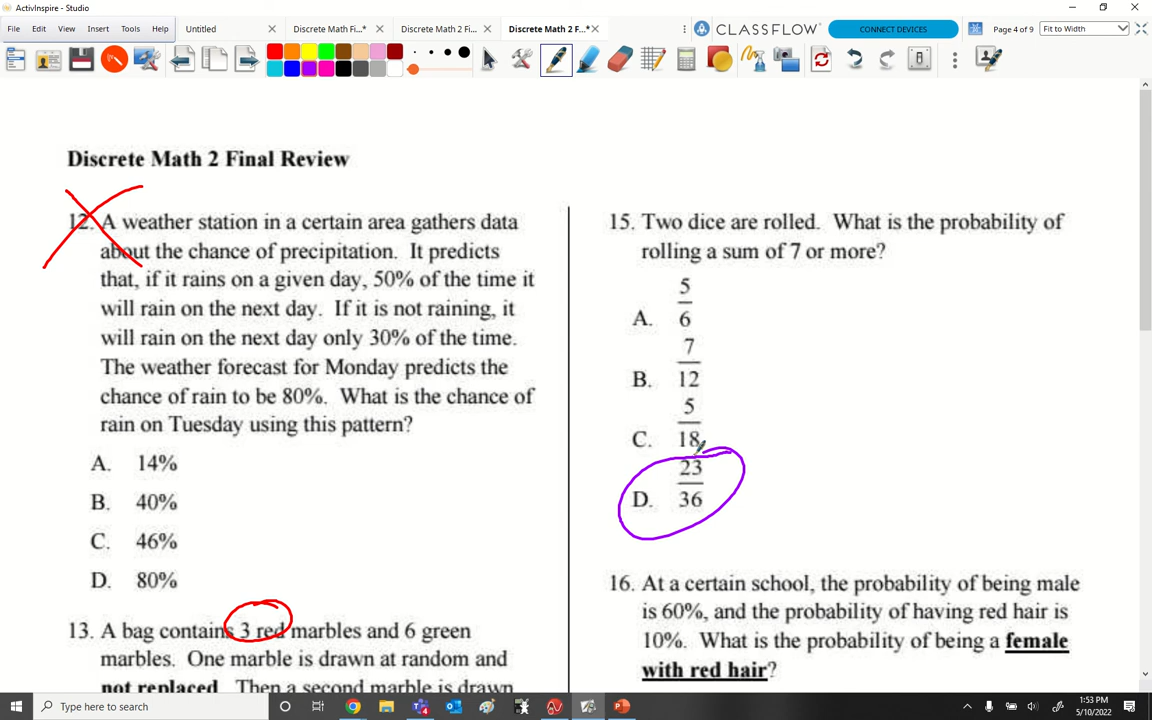 ActivInspire - Studio
File Edit View Insert Tools Help
Untitled
Discrete Math Fi...*
Discrete Math 2 Fi...
Discrete Math 2 F...*
CLASSFLOW
CONNECT DEVICES
Page 4 of 9
Fit to Width
Discrete Math 2 Final Review
12. A weather station in a certain area gathers data
about the chance of precipitation. It predicts
that, if it rains on a given day, 50% of the time it
will rain on the next day. If it is not raining, it
will rain on the next day only 30% of the time.
The weather forecast for Monday predicts the
chance of rain to be 80%. What is the chance of
rain on Tuesday using this pattern?
A. 14%
B. 40%
C. 46%
D. 80%
13. A bag contains 3 red marbles and 6 green
marbles. One marble is drawn at random and
not replaced. Then a second marble is drawn
15. Two dice are rolled. What is the probability of
rolling a sum of 7 or more?
A. 5/6
B. 7/12
C. 5/18
D. 23/36
16. At a certain school, the probability of being male
is 60%, and the probability of having red hair is
10%. What is the probability of being a female
with red hair?
Type here to search
1:53 PM
5/10/2022